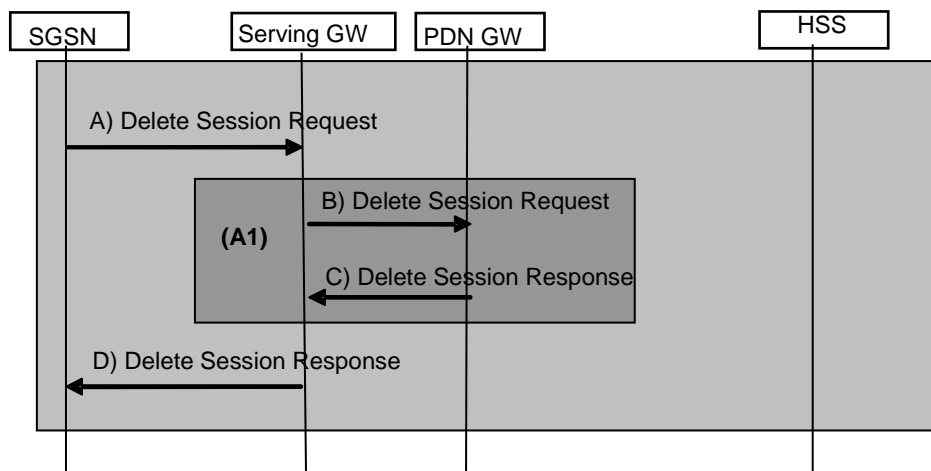 SGSN
Serving GW
PDN GW
HSS
A) Delete Session Request
B) Delete Session Request
(A1)
C) Delete Session Response
D) Delete Session Response